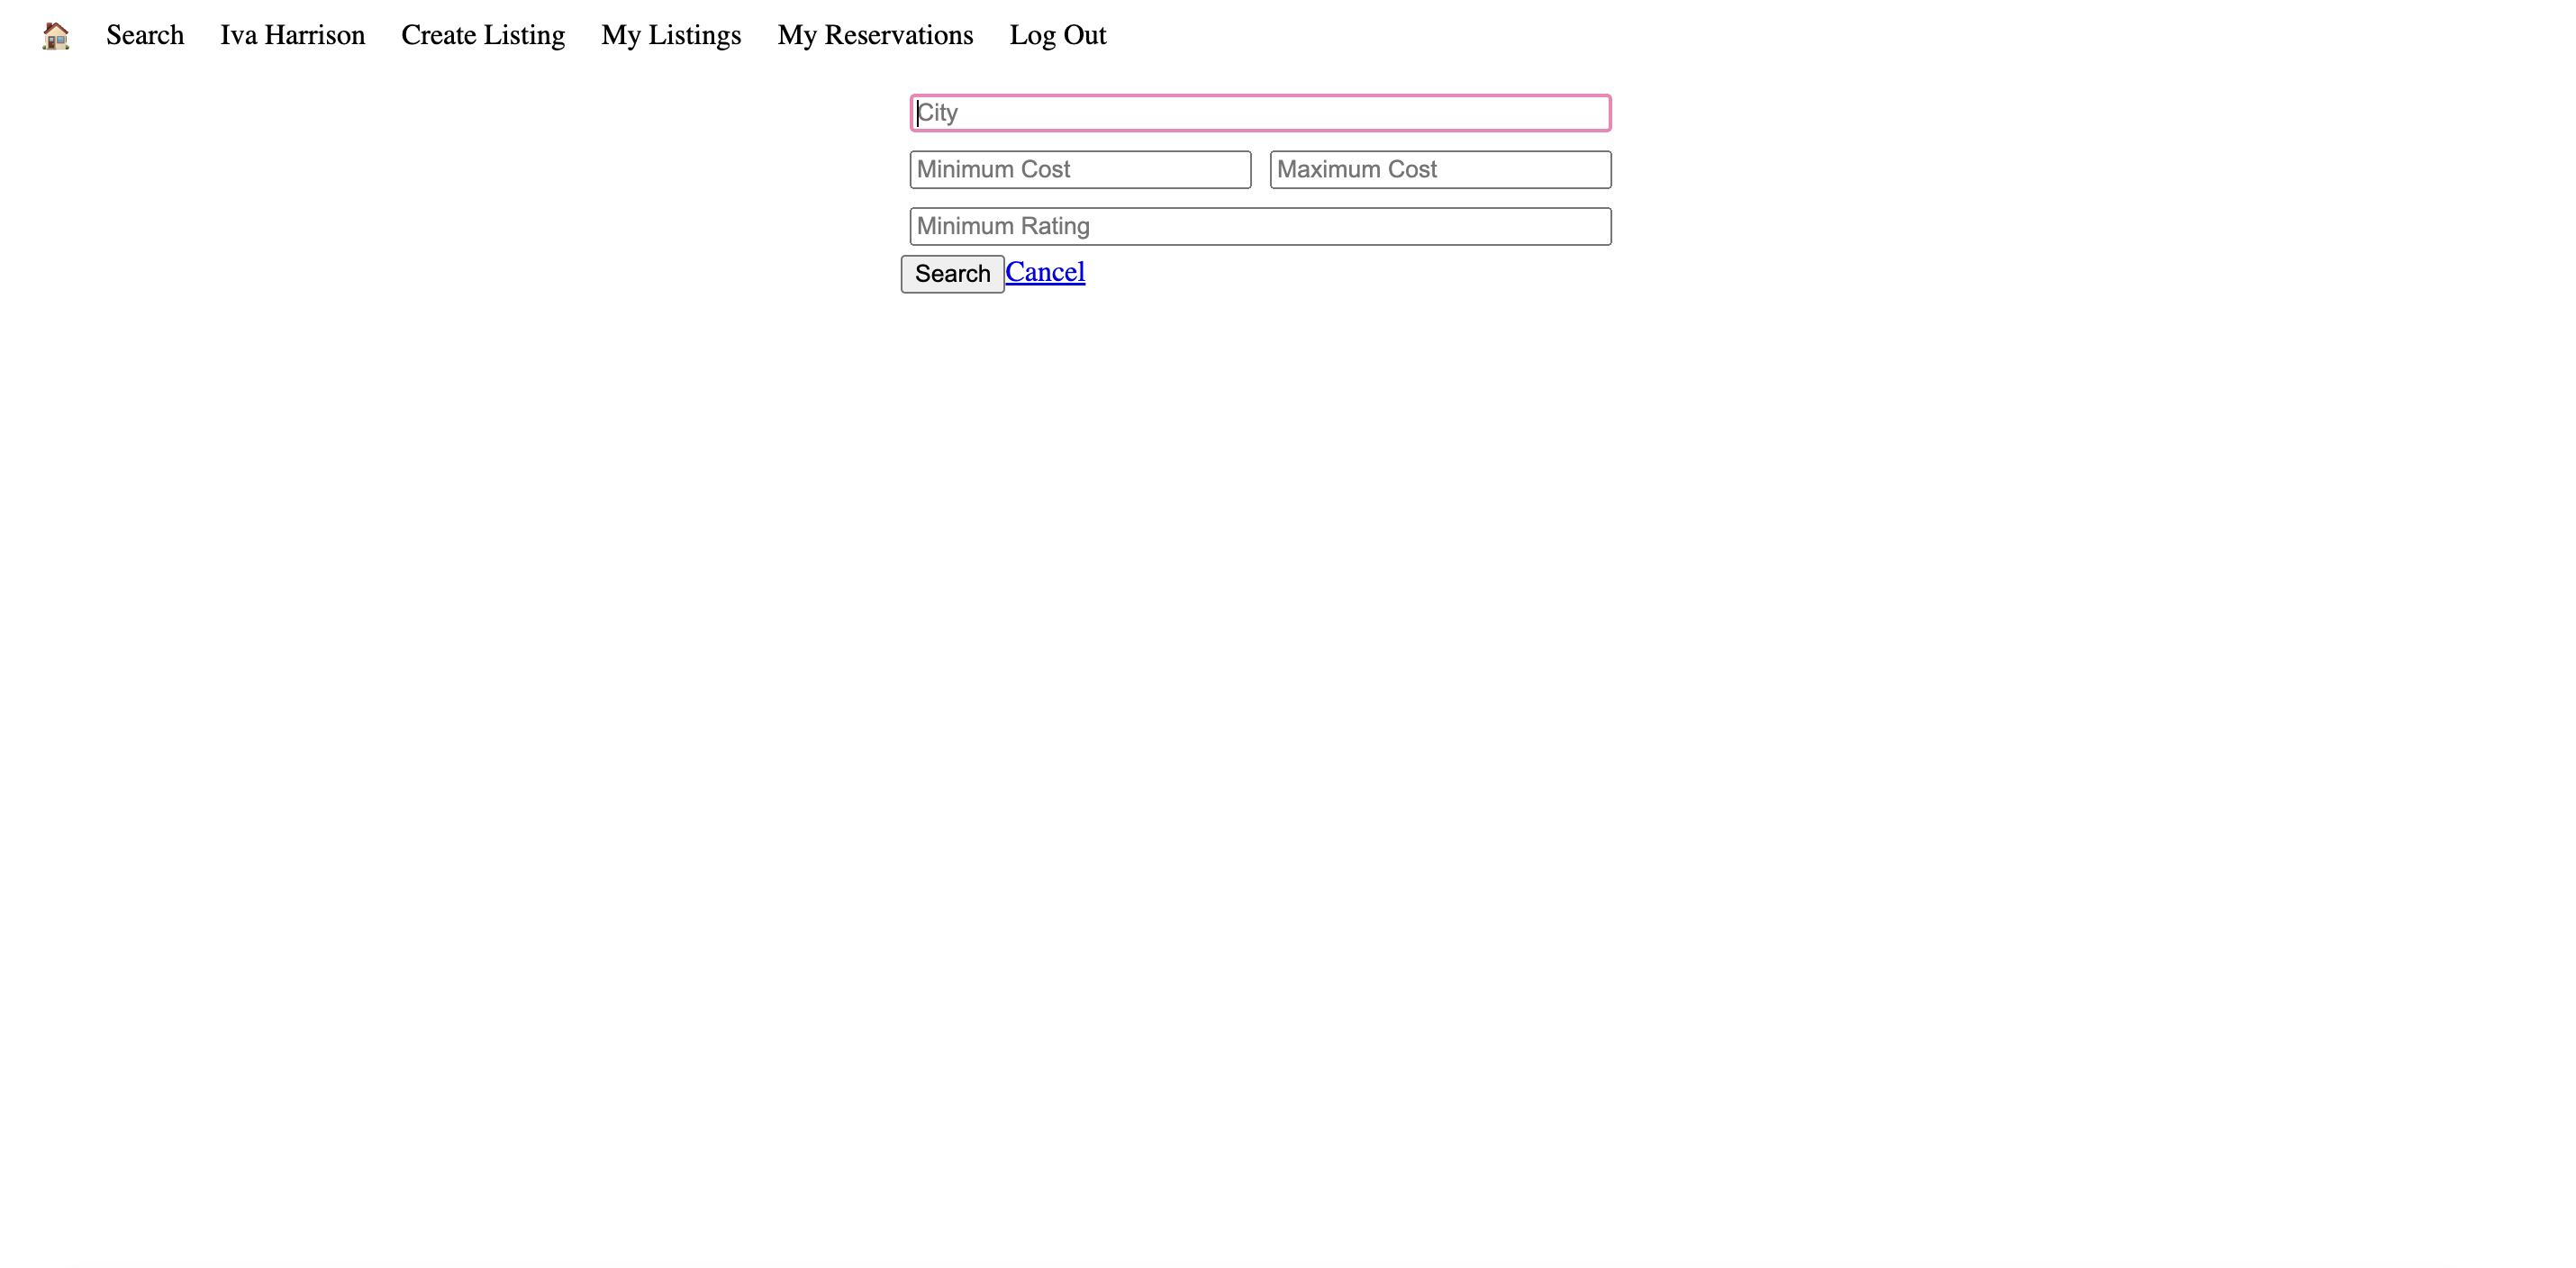 Search Iva Harrison Create Listing My Listings My Reservations Log Out
City
Minimum Cost Maximum Cost
Minimum Rating
Search Cancel